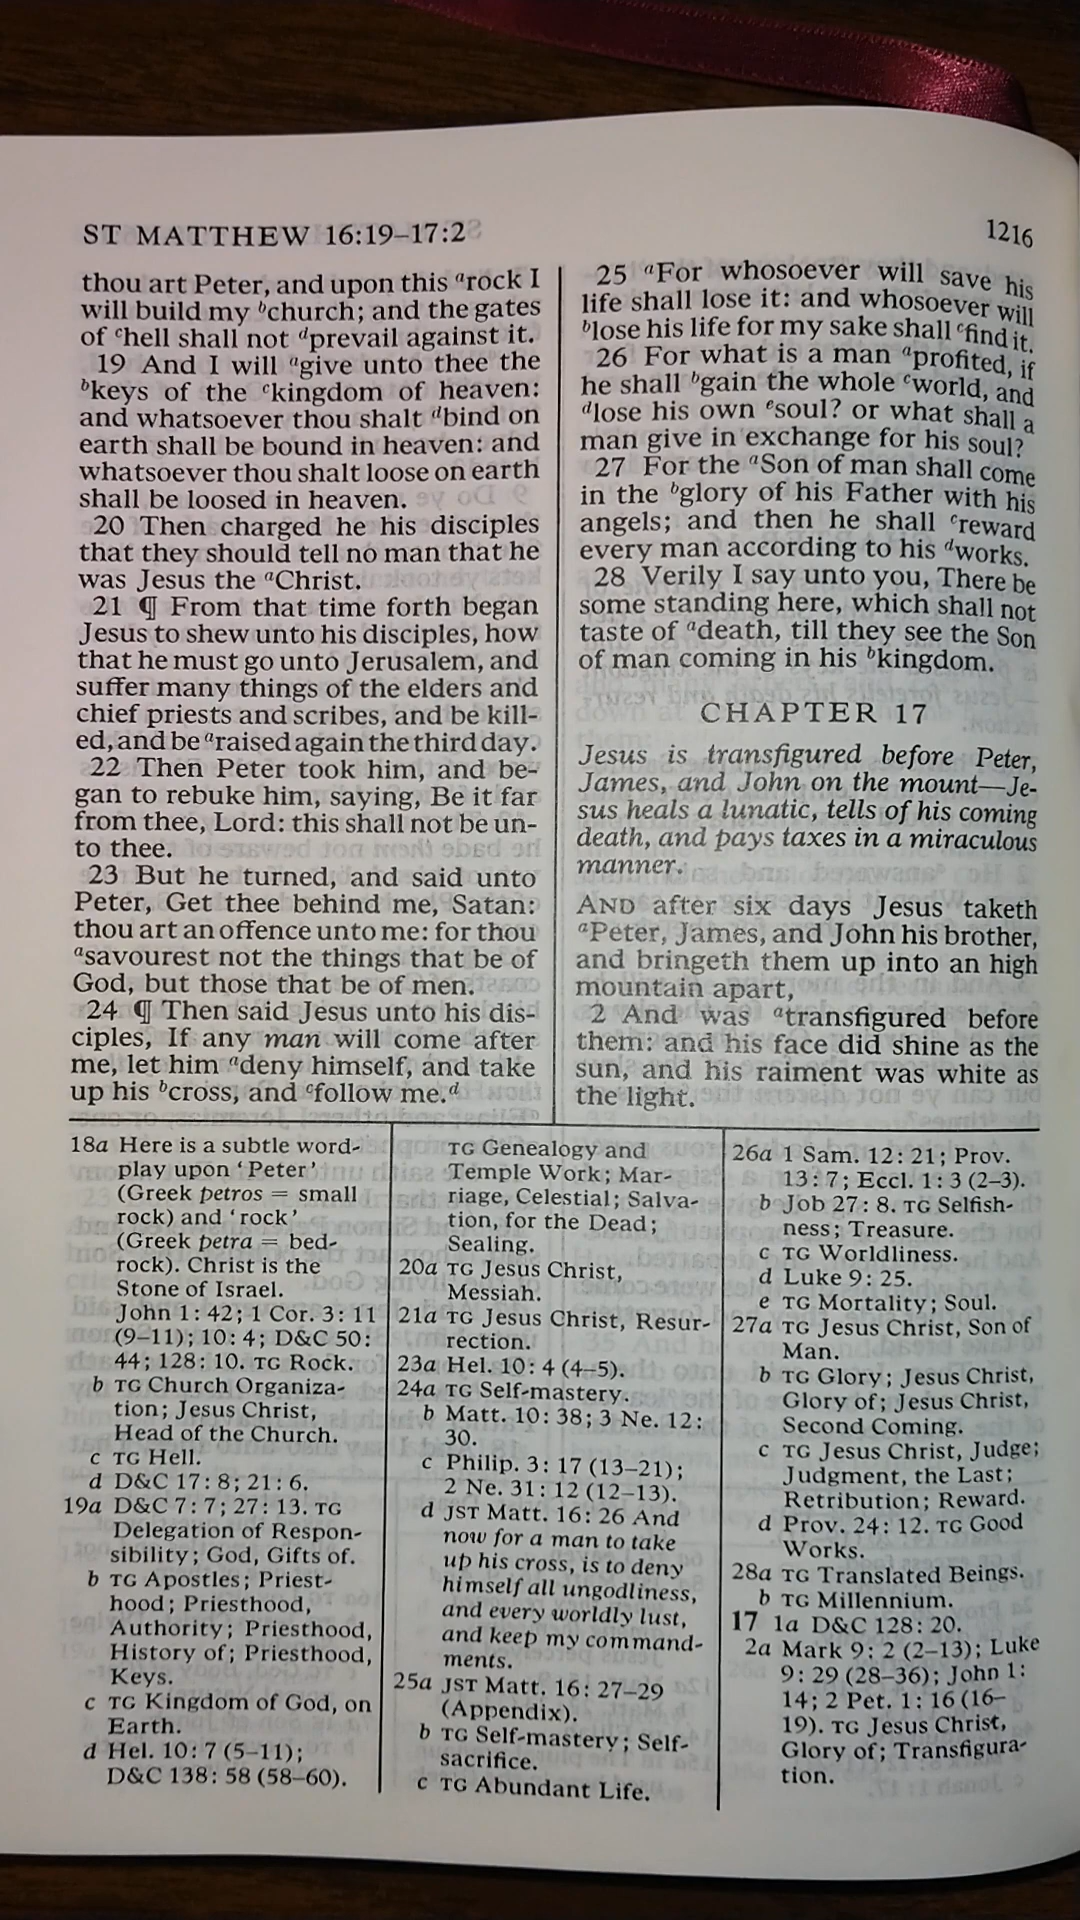 ST MATTHEW 16:19–17:2
1216
thou art Peter, and upon this arock I
will build my bchurch; and the gates
of chell shall not dprevail against it.
19 And I will agive unto thee the
bkeys of the ckingdom of heaven:
and whatsoever thou shalt dbind on
earth shall be bound in heaven: and
whatsoever thou shalt loose on earth
shall be loosed in heaven.
20 Then charged he his disciples
that they should tell no man that he
was Jesus the aChrist.
21 ¶ From that time forth began
Jesus to shew unto his disciples, how
that he must go unto Jerusalem, and
suffer many things of the elders and
chief priests and scribes, and be kill-
ed, and be araised again the third day.
22 Then Peter took him, and be-
gan to rebuke him, saying, Be it far
from thee, Lord: this shall not be un-
to thee.
23 But he turned, and said unto
Peter, Get thee behind me, Satan:
thou art an offence unto me: for thou
asavourest not the things that be of
God, but those that be of men.
24 ¶ Then said Jesus unto his dis-
ciples, If any man will come after
me, let him adeny himself, and take
up his bcross, and cfollow me.d
25 aFor whosoever will save his
life shall lose it: and whosoever will
blose his life for my sake shall cfind it.
26 For what is a man aprofited, if
he shall bgain the whole cworld, and
dlose his own esoul? or what shall a
man give in exchange for his soul?
27 For the aSon of man shall come
in the bglory of his Father with his
angels; and then he shall creward
every man according to his dworks.
28 Verily I say unto you, There be
some standing here, which shall not
taste of adeath, till they see the Son
of man coming in his bkingdom.
CHAPTER 17
Jesus is transfigured before Peter,
James, and John on the mount—Je-
sus heals a lunatic, tells of his coming
death, and pays taxes in a miraculous
manner.
AND after six days Jesus taketh
aPeter, James, and John his brother,
and bringeth them up into an high
mountain apart,
2 And was atransfigured before
them: and his face did shine as the
sun, and his raiment was white as
the light.
18a Here is a subtle word-
play upon ‘Peter’
(Greek petros = small
rock) and ‘rock’
(Greek petra = bed-
rock). Christ is the
Stone of Israel.
John 1: 42; 1 Cor. 3: 11
(9–11); 10: 4; D&C 50:
44; 128: 10. TG Rock.
b TG Church Organiza-
tion; Jesus Christ,
Head of the Church.
c TG Hell.
d D&C 17: 8; 21: 6.
19a D&C 7: 7; 27: 13. TG
Delegation of Respon-
sibility; God, Gifts of.
b TG Apostles; Priest-
hood; Priesthood,
Authority; Priesthood,
History of; Priesthood,
Keys.
c TG Kingdom of God, on
Earth.
d Hel. 10: 7 (5–11);
D&C 138: 58 (58–60).
TG Genealogy and
Temple Work; Mar-
riage, Celestial; Salva-
tion, for the Dead;
Sealing.
20a TG Jesus Christ,
Messiah.
21a TG Jesus Christ, Resur-
rection.
23a Hel. 10: 4 (4–5).
24a TG Self-mastery.
b Matt. 10: 38; 3 Ne. 12:
30.
c Philip. 3: 17 (13–21);
2 Ne. 31: 12 (12–13).
d JST Matt. 16: 26 And
now for a man to take
up his cross, is to deny
himself all ungodliness,
and every worldly lust,
and keep my command-
ments.
25a JST Matt. 16: 27–29
(Appendix).
b TG Self-mastery; Self-
sacrifice.
c TG Abundant Life.
26a 1 Sam. 12: 21; Prov.
13: 7; Eccl. 1: 3 (2–3).
b Job 27: 8. TG Selfish-
ness; Treasure.
c TG Worldliness.
d Luke 9: 25.
e TG Mortality; Soul.
27a TG Jesus Christ, Son of
Man.
b TG Glory; Jesus Christ,
Glory of; Jesus Christ,
Second Coming.
c TG Jesus Christ, Judge;
Judgment, the Last;
Retribution; Reward.
d Prov. 24: 12. TG Good
Works.
28a TG Translated Beings.
b TG Millennium.
17 1a D&C 128: 20.
2a Mark 9: 2 (2–13); Luke
9: 29 (28–36); John 1:
14; 2 Pet. 1: 16 (16–
19). TG Jesus Christ,
Glory of; Transfigura-
tion.